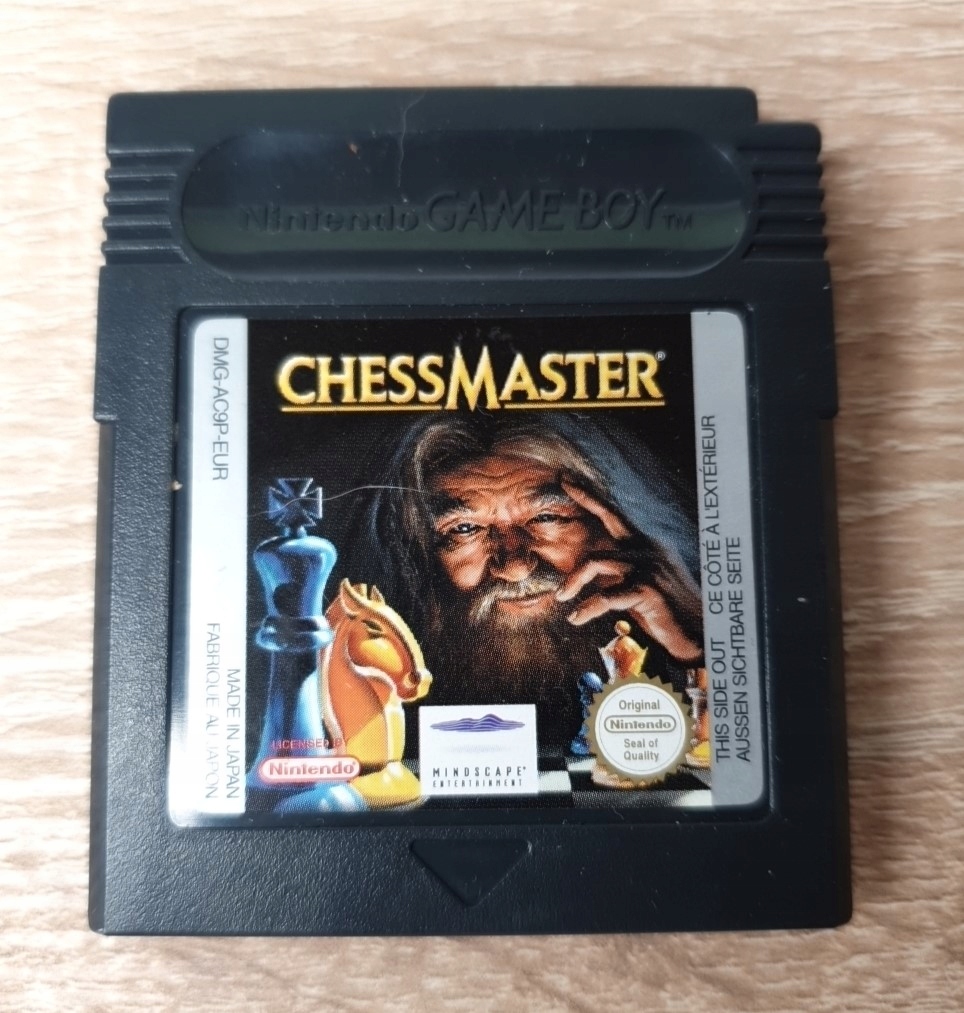 Nintendo GAME BOY™
DMG-AC9P-EUR
MADE IN JAPAN
FABRIQUE AU JAPON
CHESSMASTER®
LICENSED BY
Nintendo®
MINDSCAPE®
ENTERTAINMENT
Original
Nintendo
Seal of
Quality
THIS SIDE OUT CE CÔTÉ À L'EXTÉRIEUR
AUSSEN SICHTBARE SEITE